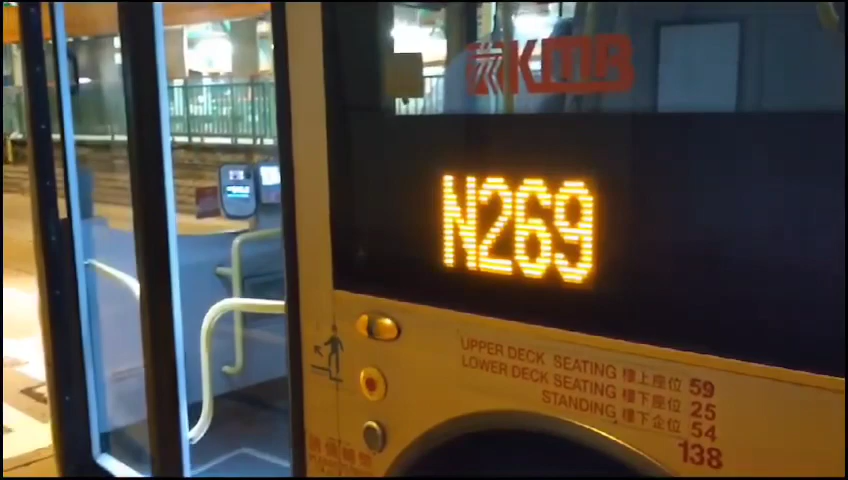 KMB
N269
UPPER DECK SEATING 樓上座位 59
LOWER DECK SEATING 樓下座位 25
STANDING 樓下企位 54
138